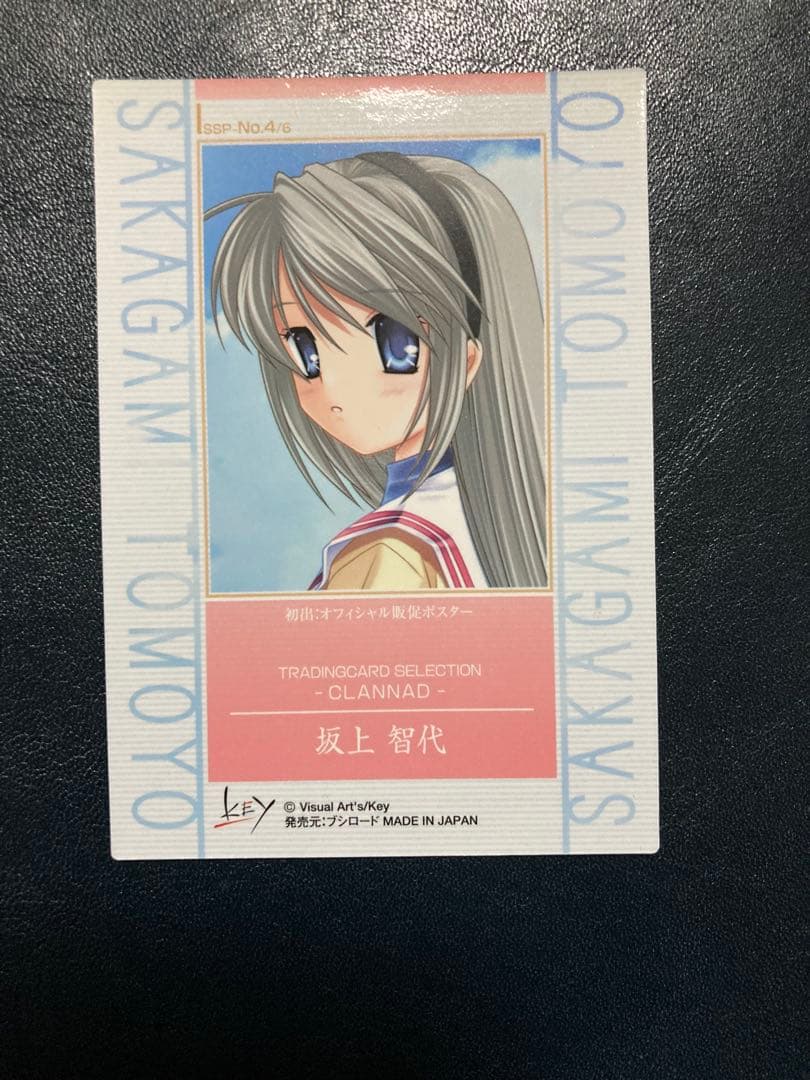 SSP-No.4/6
SAKAGAMI TOMOYO
SAKAGAMI TOMOYO
初出:オフィシャル販促ポスター
TRADINGCARD SELECTION
- CLANNAD -
坂上 智代
KEY
© Visual Art's/Key
発売元:ブシロード MADE IN JAPAN